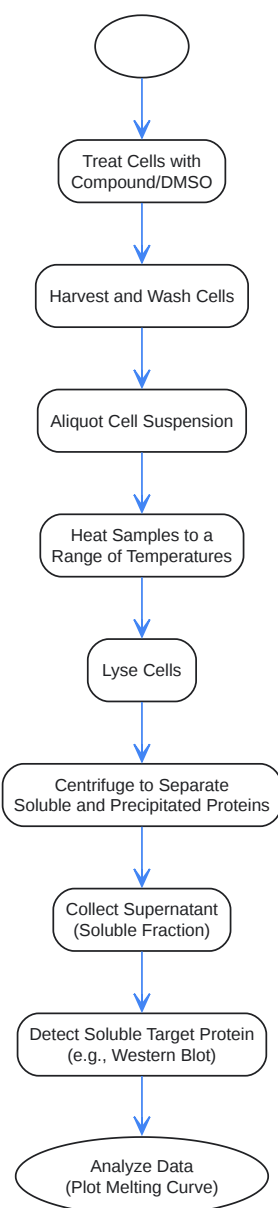 Treat Cells with
Compound/DMSO
Harvest and Wash Cells
Aliquot Cell Suspension
Heat Samples to a
Range of Temperatures
Lyse Cells
Centrifuge to Separate
Soluble and Precipitated Proteins
Collect Supernatant
(Soluble Fraction)
Detect Soluble Target Protein
(e.g., Western Blot)
Analyze Data
(Plot Melting Curve)